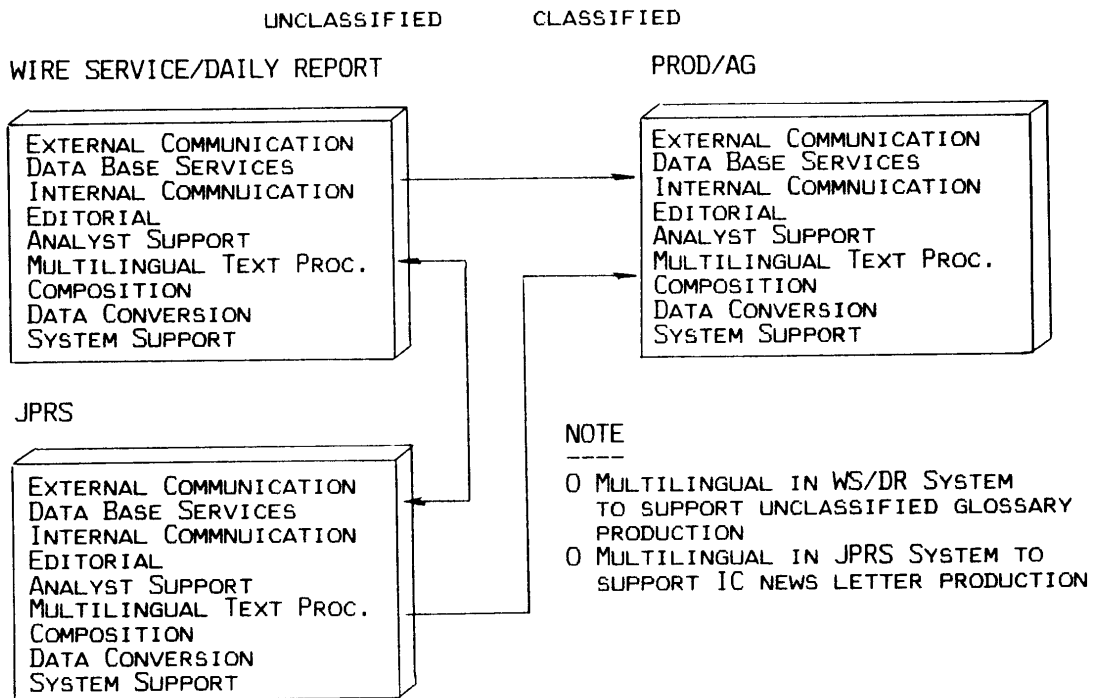 UNCLASSIFIED CLASSIFIED
WIRE SERVICE/DAILY REPORT
EXTERNAL COMMUNICATION
DATA BASE SERVICES
INTERNAL COMMNUICATION
EDITORIAL
ANALYST SUPPORT
MULTILINGUAL TEXT PROC.
COMPOSITION
DATA CONVERSION
SYSTEM SUPPORT
PROD/AG
EXTERNAL COMMUNICATION
DATA BASE SERVICES
INTERNAL COMMNUICATION
EDITORIAL
ANALYST SUPPORT
MULTILINGUAL TEXT PROC.
COMPOSITION
DATA CONVERSION
SYSTEM SUPPORT
JPRS
EXTERNAL COMMUNICATION
DATA BASE SERVICES
INTERNAL COMMNUICATION
EDITORIAL
ANALYST SUPPORT
MULTILINGUAL TEXT PROC.
COMPOSITION
DATA CONVERSION
SYSTEM SUPPORT
NOTE
----
O MULTILINGUAL IN WS/DR SYSTEM
TO SUPPORT UNCLASSIFIED GLOSSARY
PRODUCTION
O MULTILINGUAL IN JPRS SYSTEM TO
SUPPORT IC NEWS LETTER PRODUCTION